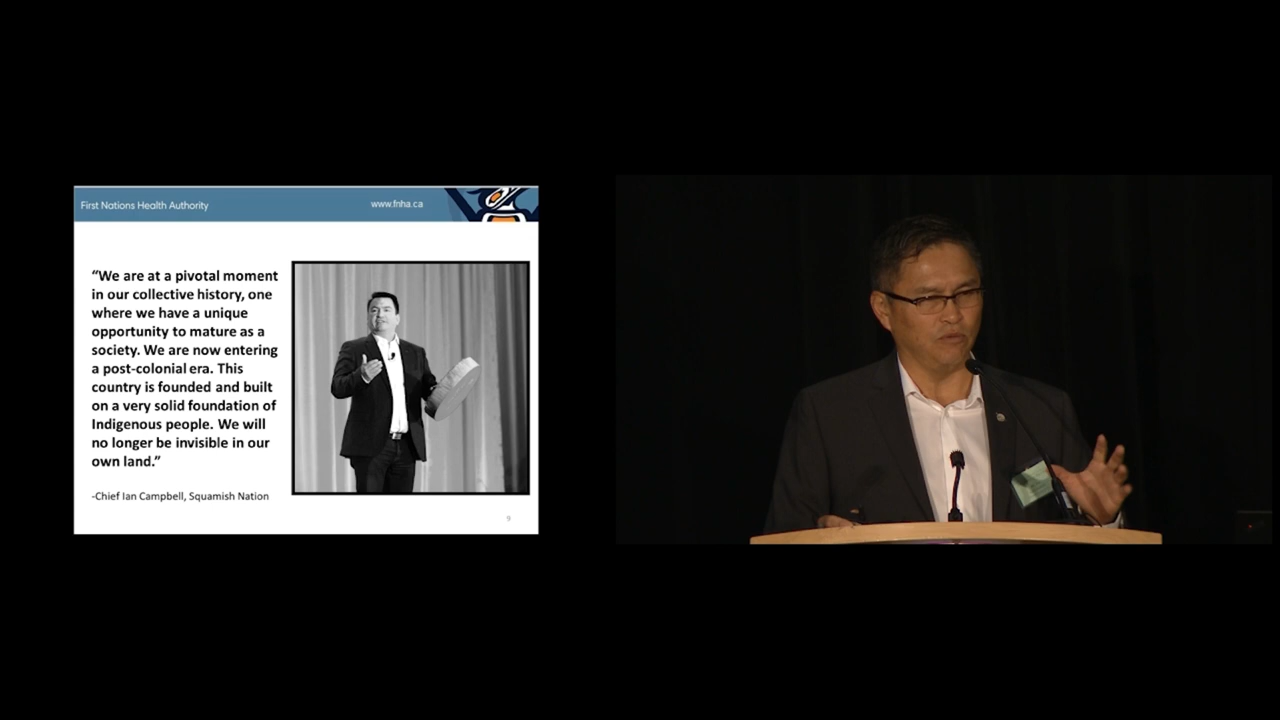 First Nations Health Authority
www.fnha.ca
“We are at a pivotal moment
in our collective history, one
where we have a unique
opportunity to mature as a
society. We are now entering
a post-colonial era. This
country is founded and built
on a very solid foundation of
Indigenous people. We will
no longer be invisible in our
own land.”
-Chief Ian Campbell, Squamish Nation
9